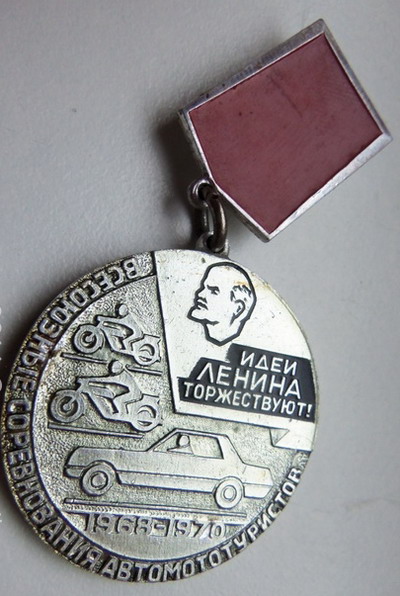 ВСЕСОЮЗНЫЕ СОРЕВНОВАНИЯ АВТОМОТОТУРИСТОВ
ИДЕИ
ЛЕНИНА
ТОРЖЕСТВУЮТ!
1968-1970